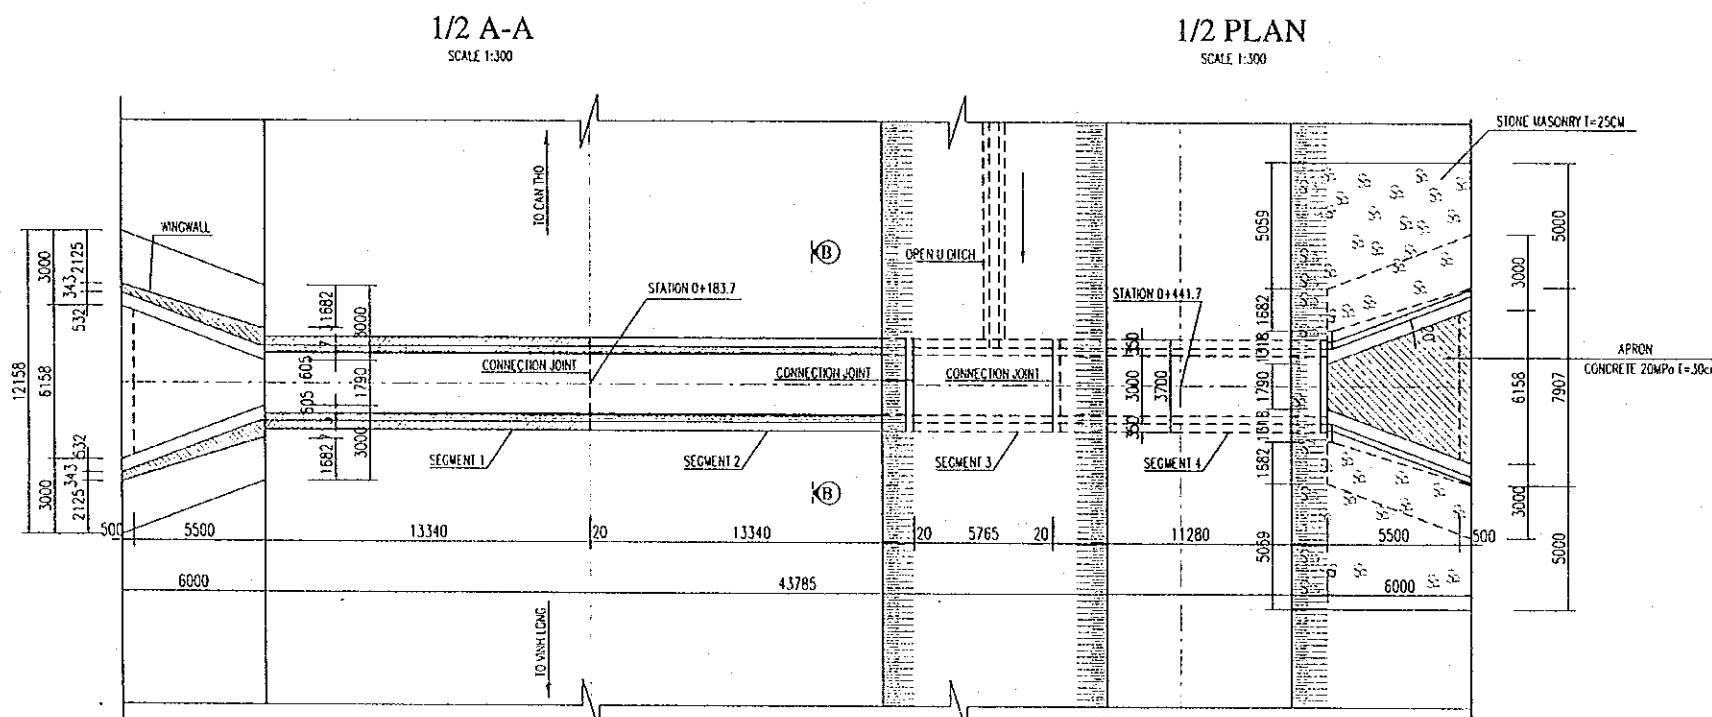 1/2 A-A
SCALE 1:300
1/2 PLAN
SCALE 1:300
STONE MASONRY T=25CM
WINGWALL
TO CAN THO
OPEN U DITCH
STATION 0+183.7
STATION 0+441.7
CONNECTION JOINT
CONNECTION JOINT
CONNECTION JOINT
APRON
CONCRETE 20MPa
SEGMENT 1
SEGMENT 2
SEGMENT 3
SEGMENT 4
B
B
TO VINH LONG
12158
3000
6158
3000
2125
343
532
532
343
2125
1682
605
605
1682
3000
1790
3000
350
3000
350
3700
5059
1682
1318
1790
1318
1682
5059
3000
6158
3000
5000
7907
5000
500
5500
13340
20
13340
20
5765
20
11280
5500
500
6000
43785
6000